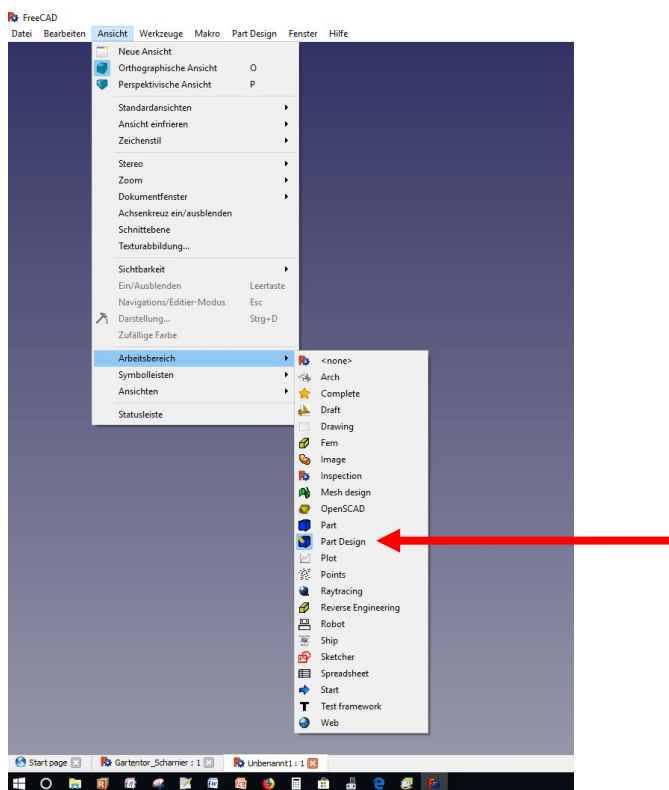 FreeCAD
Datei Bearbeiten Ansicht Werkzeuge Makro Part Design Fenster Hilfe
Neue Ansicht
Orthographische Ansicht O
Perspektivische Ansicht P
Standardansichten
Ansicht einfrieren
Zeichenstil
Stereo
Zoom
Dokumentfenster
Achsenkreuz ein/ausblenden
Schnittebene
Texturabbildung...
Sichtbarkeit
Ein/Ausblenden Leertaste
Navigations/Editier-Modus Esc
Darstellung... Strg+D
Zufällige Farbe
Arbeitsbereich
Symbolleisten
Ansichten
Statusleiste
<none>
Arch
Complete
Draft
Drawing
Fem
Image
Inspection
Mesh design
OpenSCAD
Part
Part Design
Plot
Points
Raytracing
Reverse Engineering
Robot
Ship
Sketcher
Spreadsheet
Start
Test framework
Web
Start page Gartentor_Scharnier : 1 Unbenannt1 : 1